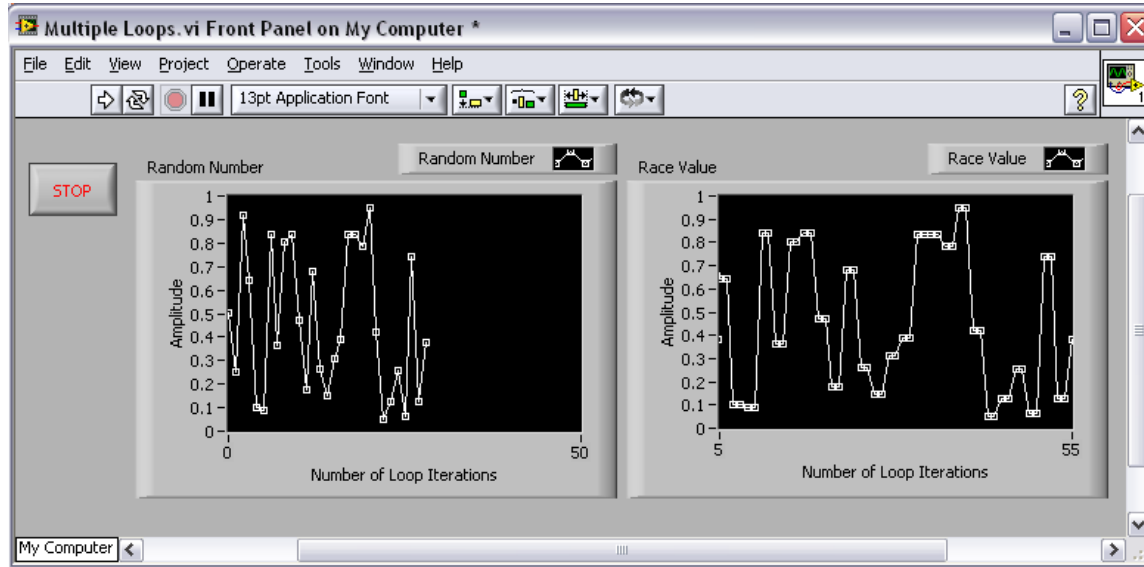 Multiple Loops.vi Front Panel on My Computer *
File Edit View Project Operate Tools Window Help
13pt Application Font
?
1
STOP
Random Number
Random Number
Amplitude
1
0.9
0.8
0.7
0.6
0.5
0.4
0.3
0.2
0.1
0
0 50
Number of Loop Iterations
Race Value
Race Value
Amplitude
1
0.9
0.8
0.7
0.6
0.5
0.4
0.3
0.2
0.1
0
5 55
Number of Loop Iterations
My Computer